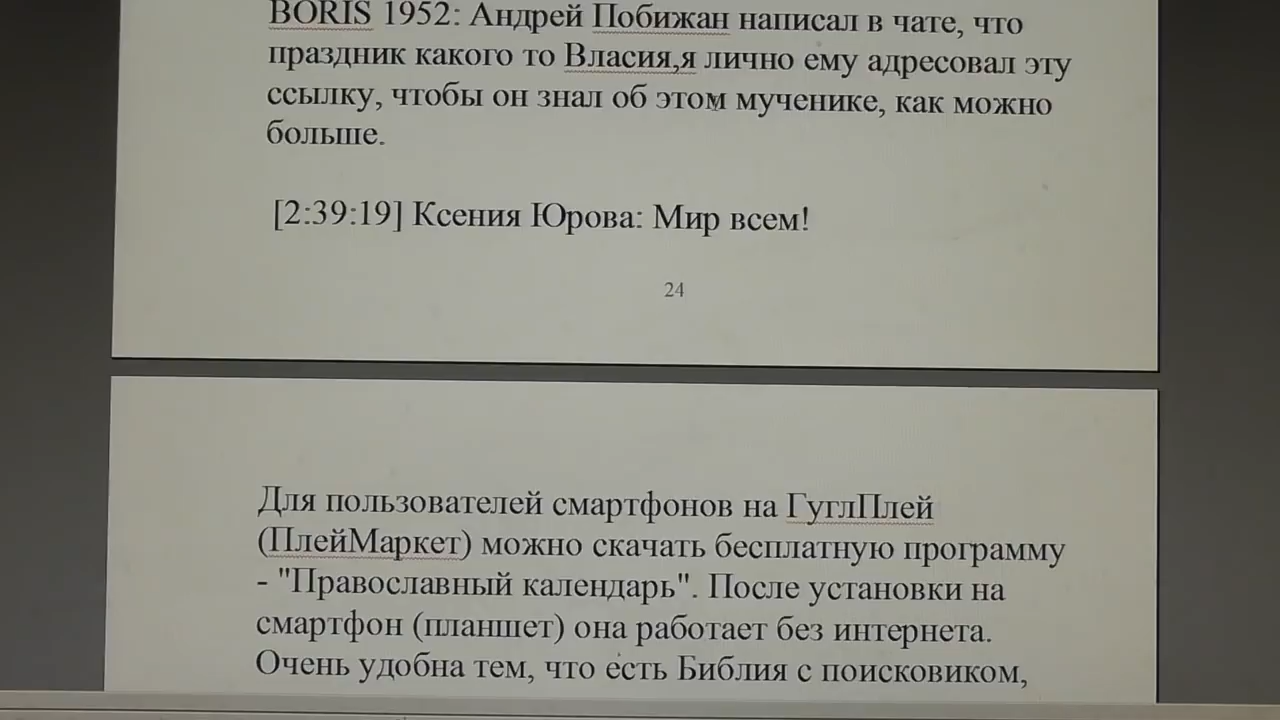 BORIS 1952: Андрей Побижан написал в чате, что
праздник какого то Власия,я лично ему адресовал эту
ссылку, чтобы он знал об этом мученике, как можно
больше.
[2:39:19] Ксения Юрова: Мир всем!
24
Для пользователей смартфонов на ГуглПлей
(ПлейМаркет) можно скачать бесплатную программу
- "Православный календарь". После установки на
смартфон (планшет) она работает без интернета.
Очень удобна тем, что есть Библия с поисковиком,